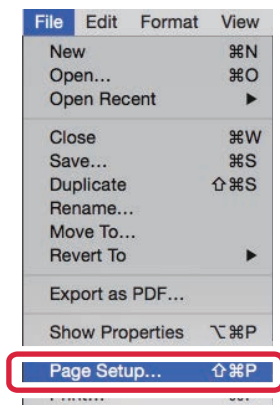 File Edit Format View
New ⌘N
Open... ⌘O
Open Recent ▶
Close ⌘W
Save... ⌘S
Duplicate ⇧⌘S
Rename...
Move To...
Revert To ▶
Export as PDF...
Show Properties ⌥⌘P
Page Setup... ⇧⌘P